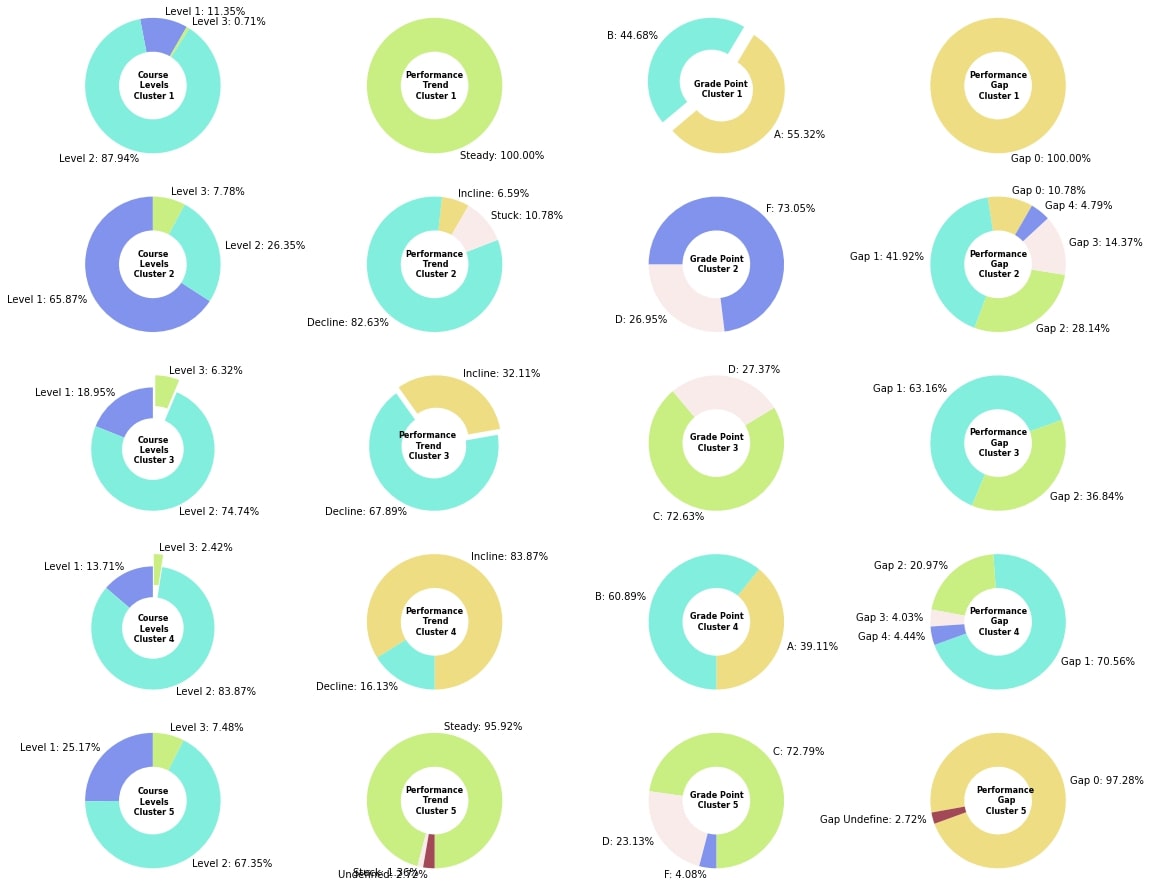 Level 1: 11.35%
Level 3: 0.71%
Course
Levels
Cluster 1
Level 2: 87.94%
Performance
Trend
Cluster 1
Steady: 100.00%
B: 44.68%
Grade Point
Cluster 1
A: 55.32%
Performance
Gap
Cluster 1
Gap 0: 100.00%
Level 3: 7.78%
Level 2: 26.35%
Course
Levels
Cluster 2
Level 1: 65.87%
Incline: 6.59%
Stuck: 10.78%
Performance
Trend
Cluster 2
Decline: 82.63%
F: 73.05%
Grade Point
Cluster 2
D: 26.95%
Gap 0: 10.78%
Gap 4: 4.79%
Gap 3: 14.37%
Gap 1: 41.92%
Performance
Gap
Cluster 2
Gap 2: 28.14%
Level 3: 6.32%
Level 1: 18.95%
Course
Levels
Cluster 3
Level 2: 74.74%
Incline: 32.11%
Performance
Trend
Cluster 3
Decline: 67.89%
D: 27.37%
Grade Point
Cluster 3
C: 72.63%
Gap 1: 63.16%
Performance
Gap
Cluster 3
Gap 2: 36.84%
Level 3: 2.42%
Level 1: 13.71%
Course
Levels
Cluster 4
Level 2: 83.87%
Incline: 83.87%
Performance
Trend
Cluster 4
Decline: 16.13%
B: 60.89%
Grade Point
Cluster 4
A: 39.11%
Gap 2: 20.97%
Gap 3: 4.03%
Gap 4: 4.44%
Performance
Gap
Cluster 4
Gap 1: 70.56%
Level 3: 7.48%
Level 1: 25.17%
Course
Levels
Cluster 5
Level 2: 67.35%
Steady: 95.92%
Performance
Trend
Cluster 5
Stuck: 1.36%
Undefined: 2.72%
C: 72.79%
Grade Point
Cluster 5
D: 23.13%
F: 4.08%
Gap 0: 97.28%
Performance
Gap
Cluster 5
Gap Undefine: 2.72%